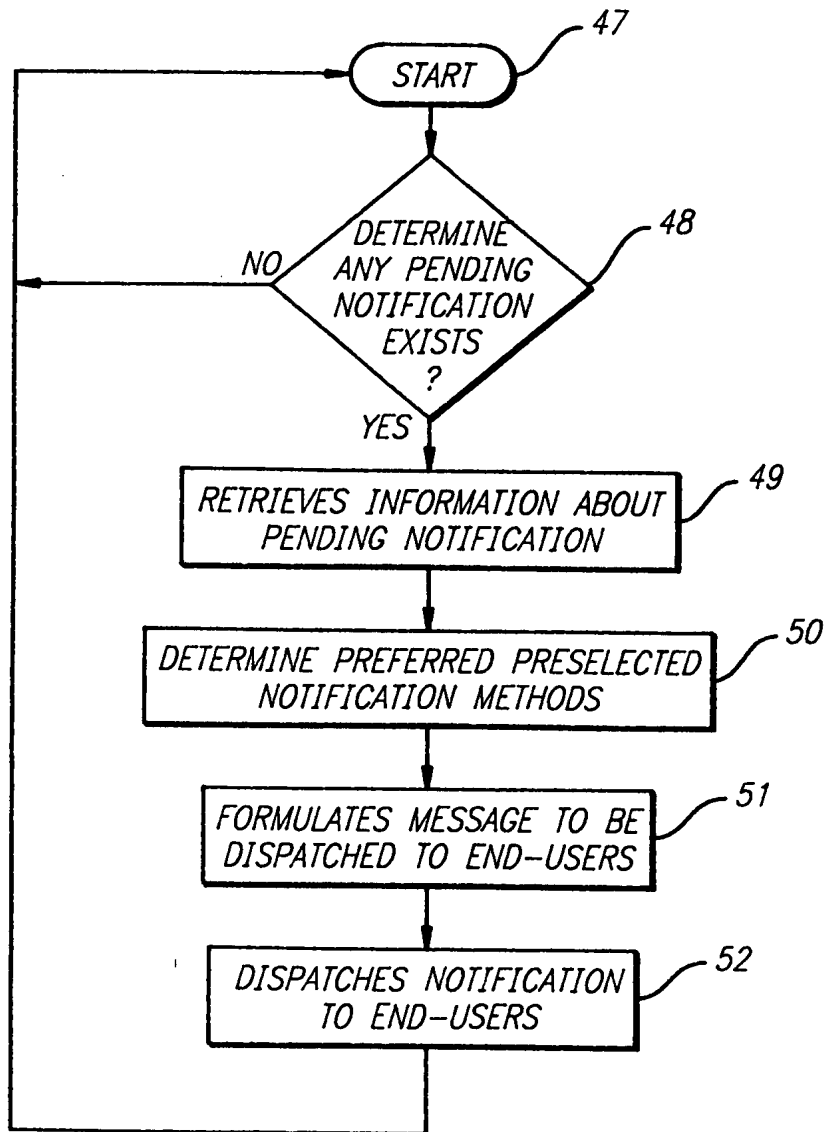 47
START
DETERMINE
ANY PENDING
NOTIFICATION
EXISTS
?
48
NO
YES
RETRIEVES INFORMATION ABOUT
PENDING NOTIFICATION
49
DETERMINE PREFERRED PRESELECTED
NOTIFICATION METHODS
50
FORMULATES MESSAGE TO BE
DISPATCHED TO END-USERS
51
DISPATCHES NOTIFICATION
TO END-USERS
52